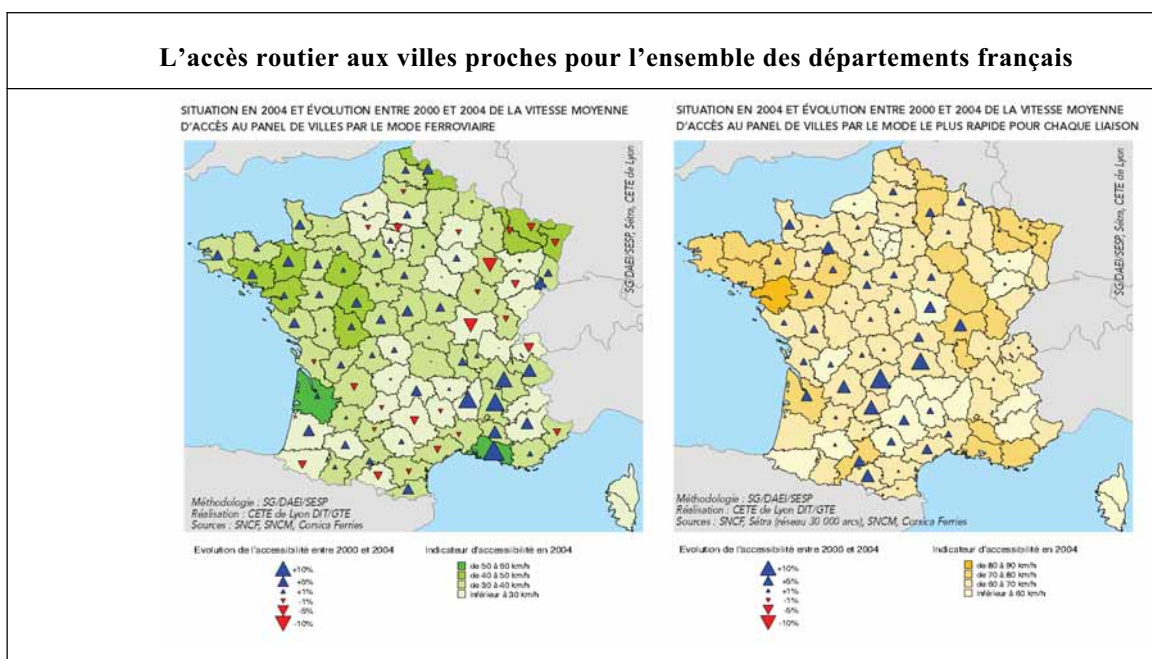 L’accès routier aux villes proches pour l’ensemble des départements français
SITUATION EN 2004 ET ÉVOLUTION ENTRE 2000 ET 2004 DE LA VITESSE MOYENNE
D’ACCÈS AU PANEL DE VILLES PAR LE MODE FERROVIAIRE
SG/DAEI/SESP, Sétra, CETE de Lyon
Méthodologie : SG/DAEI/SESP
Réalisation : CETE de Lyon DIT/GTE
Sources : SNCF, SNCM, Corsica Ferries
Evolution de l'accessibilité entre 2000 et 2004
+10%
+5%
+1%
-1%
-5%
-10%
Indicateur d'accessibilité en 2004
de 50 à 60 km/h
de 40 à 50 km/h
de 30 à 40 km/h
Inférieur à 30 km/h
SITUATION EN 2004 ET ÉVOLUTION ENTRE 2000 ET 2004 DE LA VITESSE MOYENNE
D’ACCÈS AU PANEL DE VILLES PAR LE MODE LE PLUS RAPIDE POUR CHAQUE LIAISON
SG/DAEI/SESP, Sétra, CETE de Lyon
Méthodologie : SG/DAEI/SESP
Réalisation : CETE de Lyon DIT/GTE
Sources : SNCF, Sétra (réseau 30 000 arcs), SNCM, Corsica Ferries
Evolution de l'accessibilité entre 2000 et 2004
+10%
+5%
+1%
-1%
-5%
-10%
Indicateur d'accessibilité en 2004
de 80 à 90 km/h
de 70 à 80 km/h
de 60 à 70 km/h
Inférieur à 60 km/h